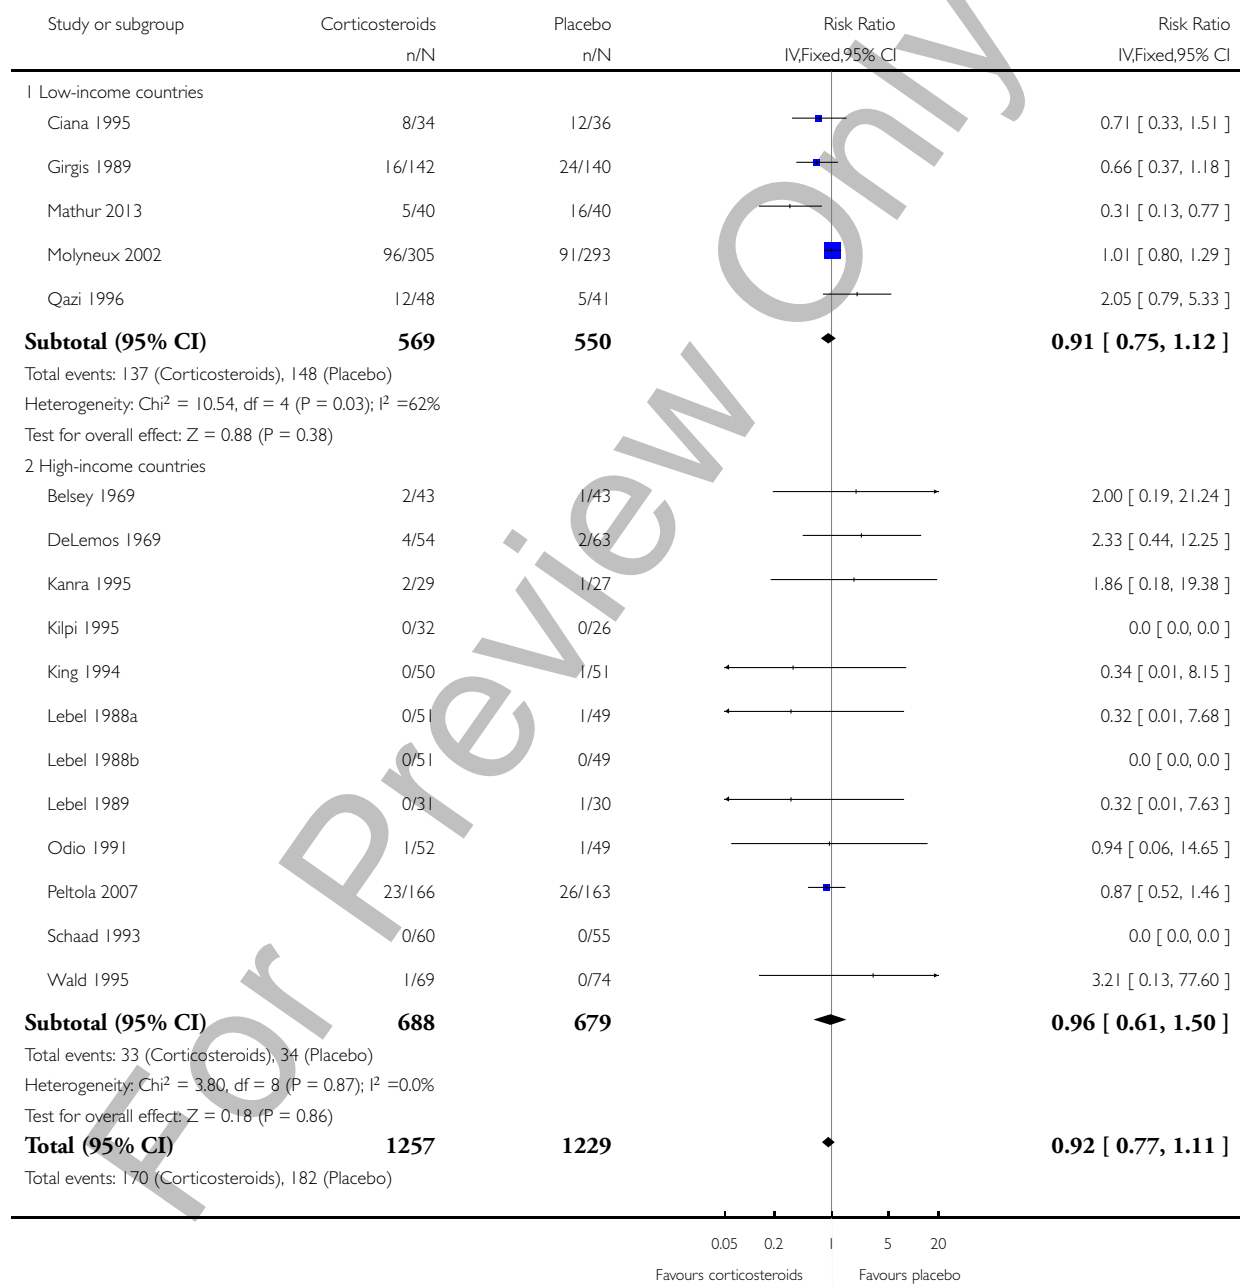 Study or subgroup Corticosteroids Placebo Risk Ratio Risk Ratio
n/N n/N IV,Fixed,95% CI IV,Fixed,95% CI
1 Low-income countries
Ciana 1995 8/34 12/36 0.71 [ 0.33, 1.51 ]
Girgis 1989 16/142 24/140 0.66 [ 0.37, 1.18 ]
Mathur 2013 5/40 16/40 0.31 [ 0.13, 0.77 ]
Molyneux 2002 96/305 91/293 1.01 [ 0.80, 1.29 ]
Qazi 1996 12/48 5/41 2.05 [ 0.79, 5.33 ]
Subtotal (95% CI) 569 550 0.91 [ 0.75, 1.12 ]
Total events: 137 (Corticosteroids), 148 (Placebo)
Heterogeneity: Chi² = 10.54, df = 4 (P = 0.03); I² =62%
Test for overall effect: Z = 0.88 (P = 0.38)
2 High-income countries
Belsey 1969 2/43 1/43 2.00 [ 0.19, 21.24 ]
DeLemos 1969 4/54 2/63 2.33 [ 0.44, 12.25 ]
Kanra 1995 2/29 1/27 1.86 [ 0.18, 19.38 ]
Kilpi 1995 0/32 0/26 0.0 [ 0.0, 0.0 ]
King 1994 0/50 1/51 0.34 [ 0.01, 8.15 ]
Lebel 1988a 0/51 1/49 0.32 [ 0.01, 7.68 ]
Lebel 1988b 0/51 0/49 0.0 [ 0.0, 0.0 ]
Lebel 1989 0/31 1/30 0.32 [ 0.01, 7.63 ]
Odio 1991 1/52 1/49 0.94 [ 0.06, 14.65 ]
Peltola 2007 23/166 26/163 0.87 [ 0.52, 1.46 ]
Schaad 1993 0/60 0/55 0.0 [ 0.0, 0.0 ]
Wald 1995 1/69 0/74 3.21 [ 0.13, 77.60 ]
Subtotal (95% CI) 688 679 0.96 [ 0.61, 1.50 ]
Total events: 33 (Corticosteroids), 34 (Placebo)
Heterogeneity: Chi² = 3.80, df = 8 (P = 0.87); I² =0.0%
Test for overall effect: Z = 0.18 (P = 0.86)
Total (95% CI) 1257 1229 0.92 [ 0.77, 1.11 ]
Total events: 170 (Corticosteroids), 182 (Placebo)
0.05 0.2 1 5 20
Favours corticosteroids Favours placebo
For Preview Only